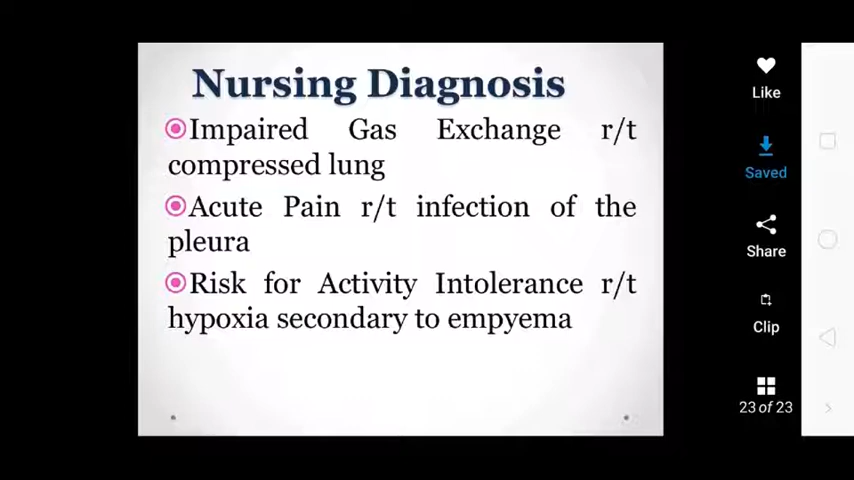 Nursing Diagnosis
Impaired Gas Exchange r/t
compressed lung
Acute Pain r/t infection of the
pleura
Risk for Activity Intolerance r/t
hypoxia secondary to empyema
Like
Saved
Share
Clip
23 of 23